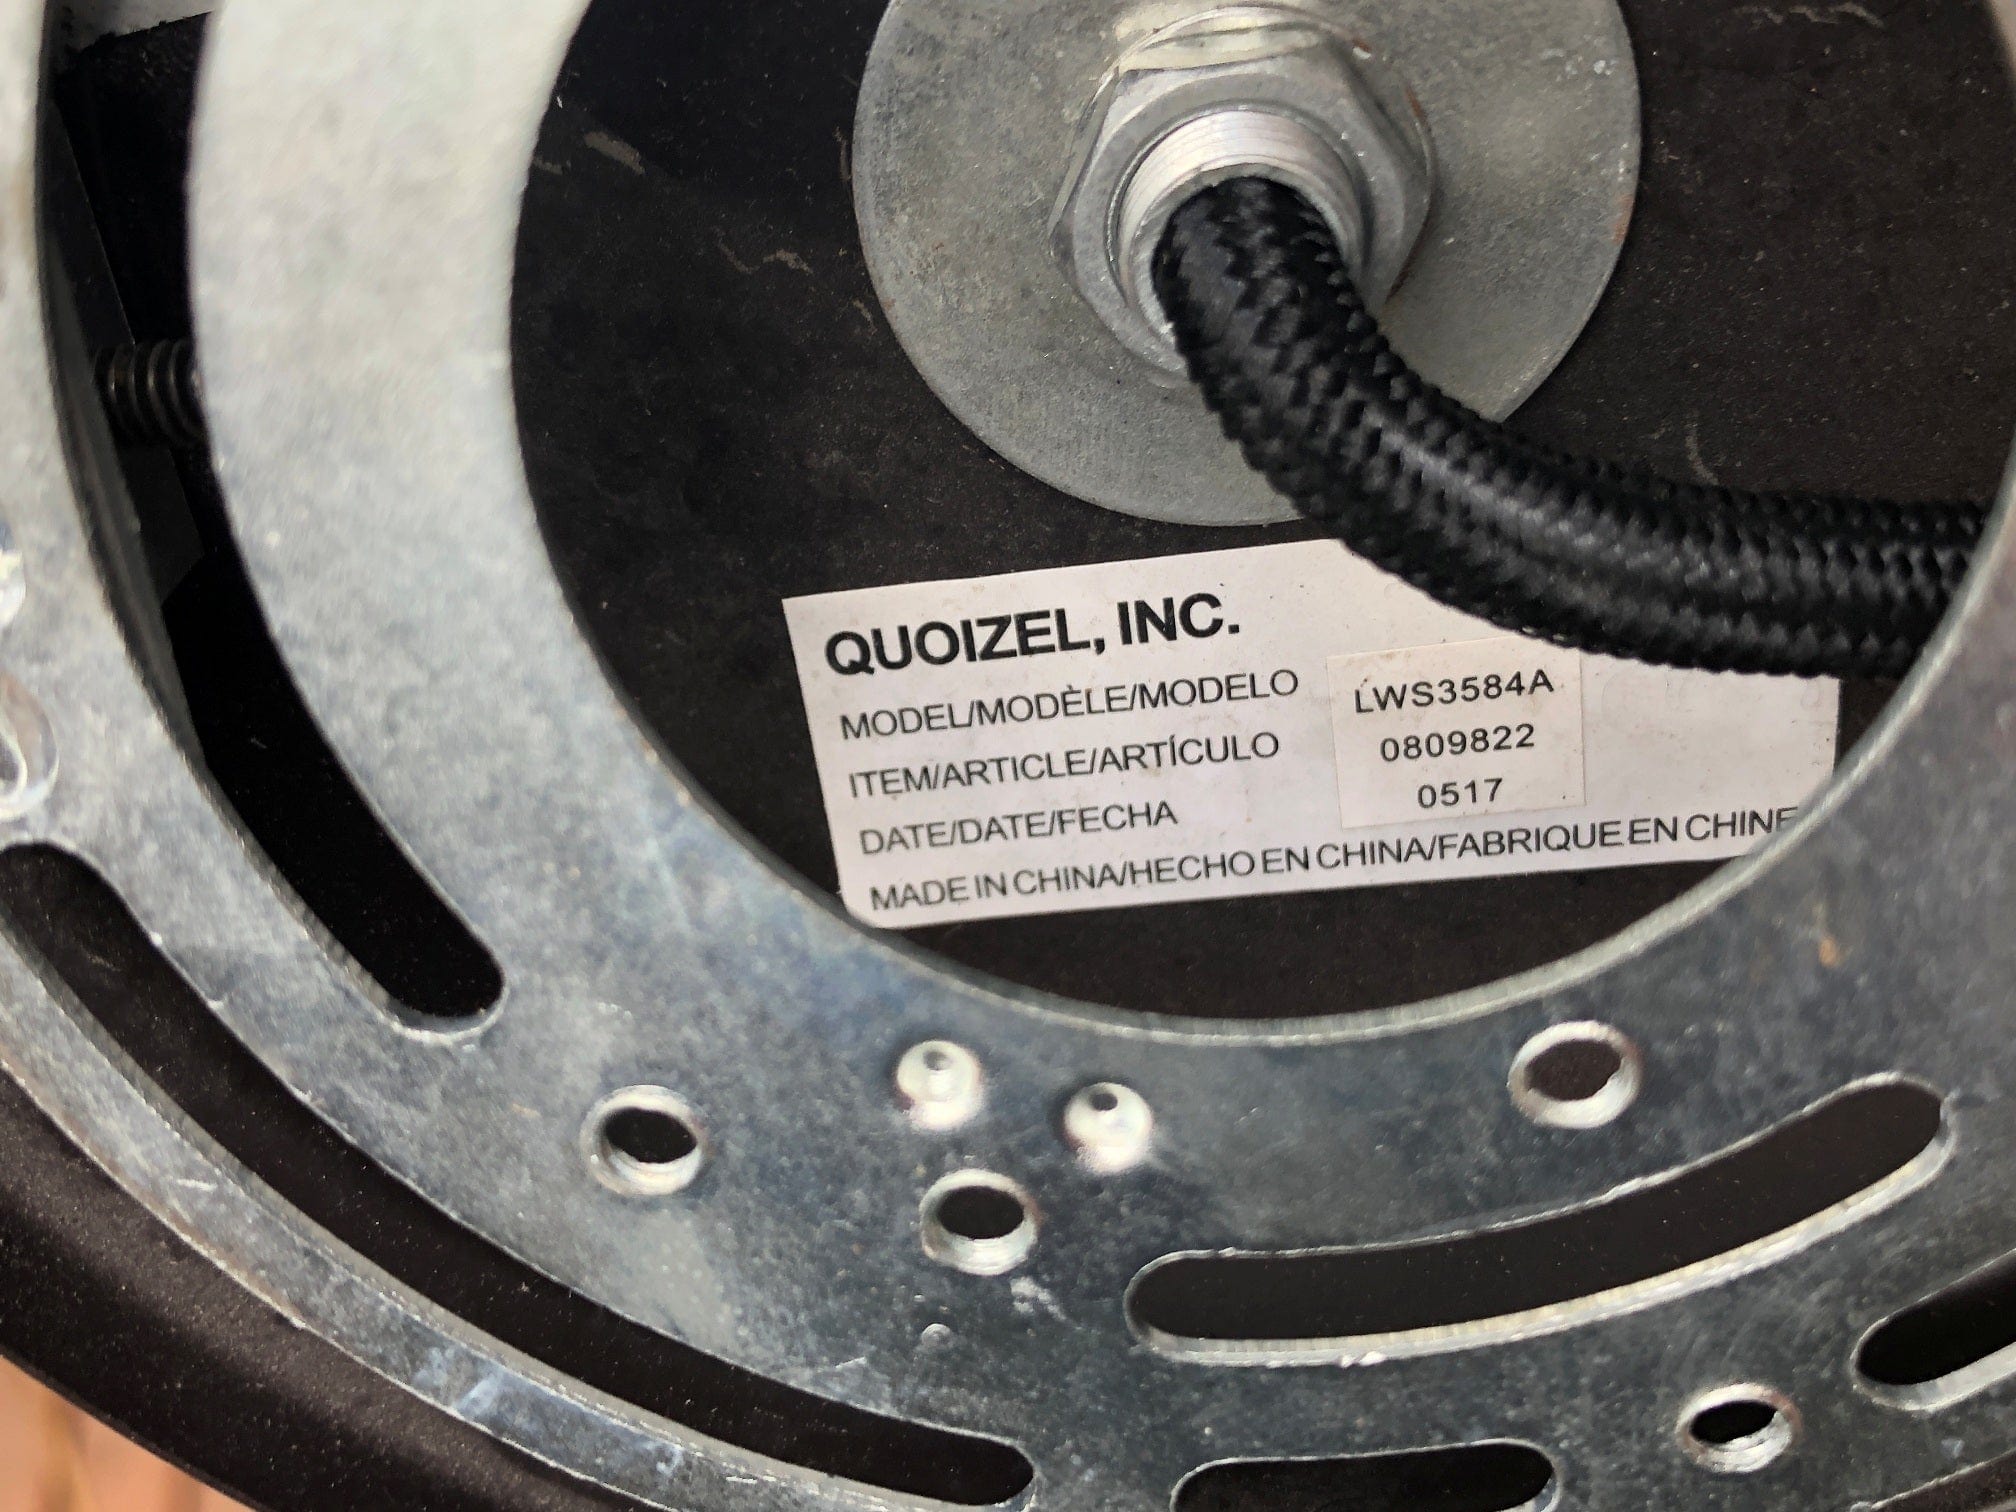 QUOIZEL, INC.
MODEL/MODÈLE/MODELO LWS3584A
ITEM/ARTICLE/ARTÍCULO 0809822
DATE/DATE/FECHA 0517
MADE IN CHINA/HECHO EN CHINA/FABRIQUE EN CHINE